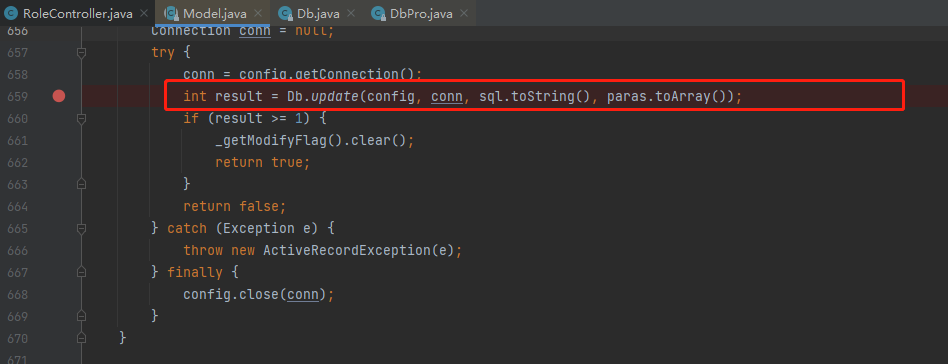 RoleController.java × Model.java × Db.java × DbPro.java ×
656 Connection conn = null;
657 try {
658 conn = config.getConnection();
659 int result = Db.update(config, conn, sql.toString(), paras.toArray());
660 if (result >= 1) {
661 _getModifyFlag().clear();
662 return true;
663 }
664 return false;
665 } catch (Exception e) {
666 throw new ActiveRecordException(e);
667 } finally {
668 config.close(conn);
669 }
670 }
671